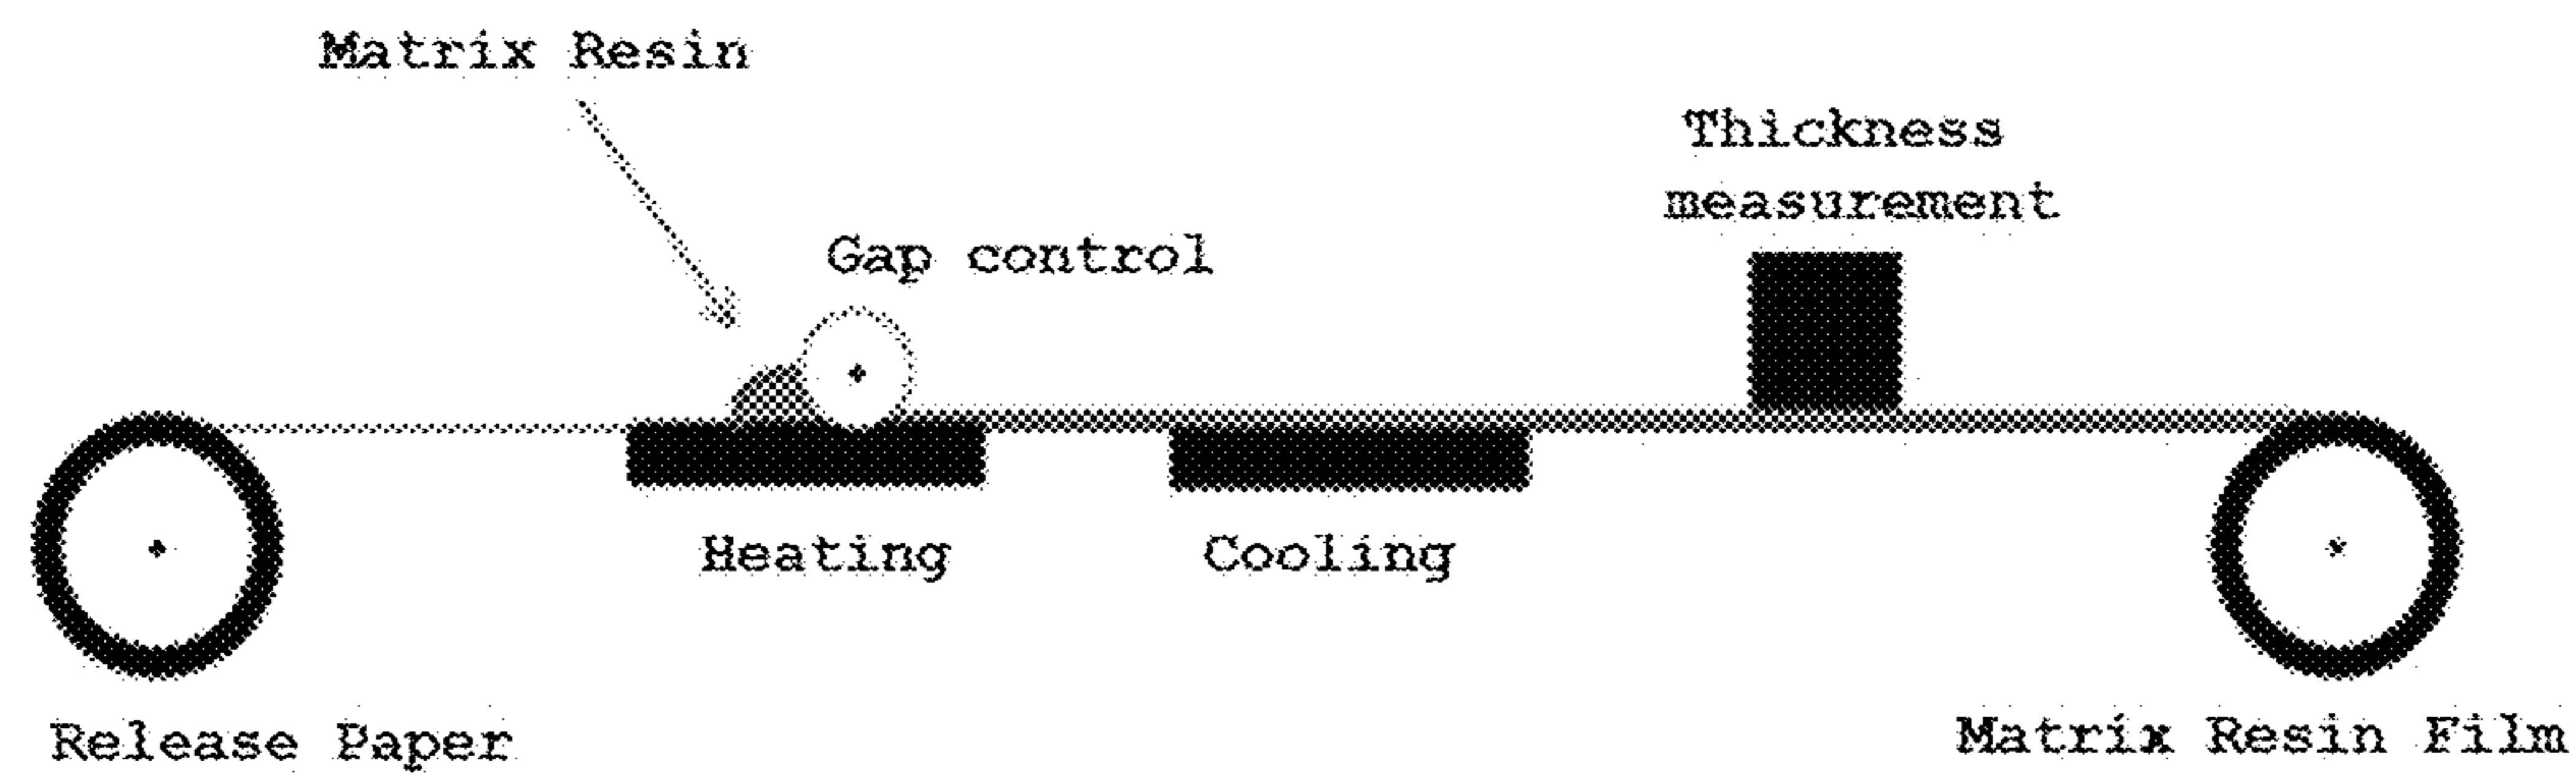 Matrix Resin
Thickness
measurement
Gap control
Heating
Cooling
Release Paper
Matrix Resin Film